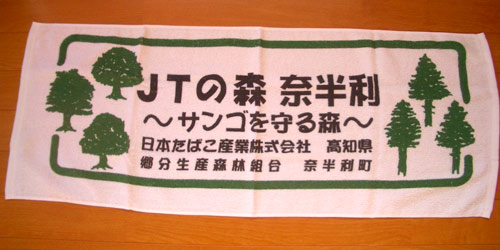 JTの森 奈半利
～サンゴを守る森～
日本たばこ産業株式会社 高知県
郷分生産森林組合 奈半利町